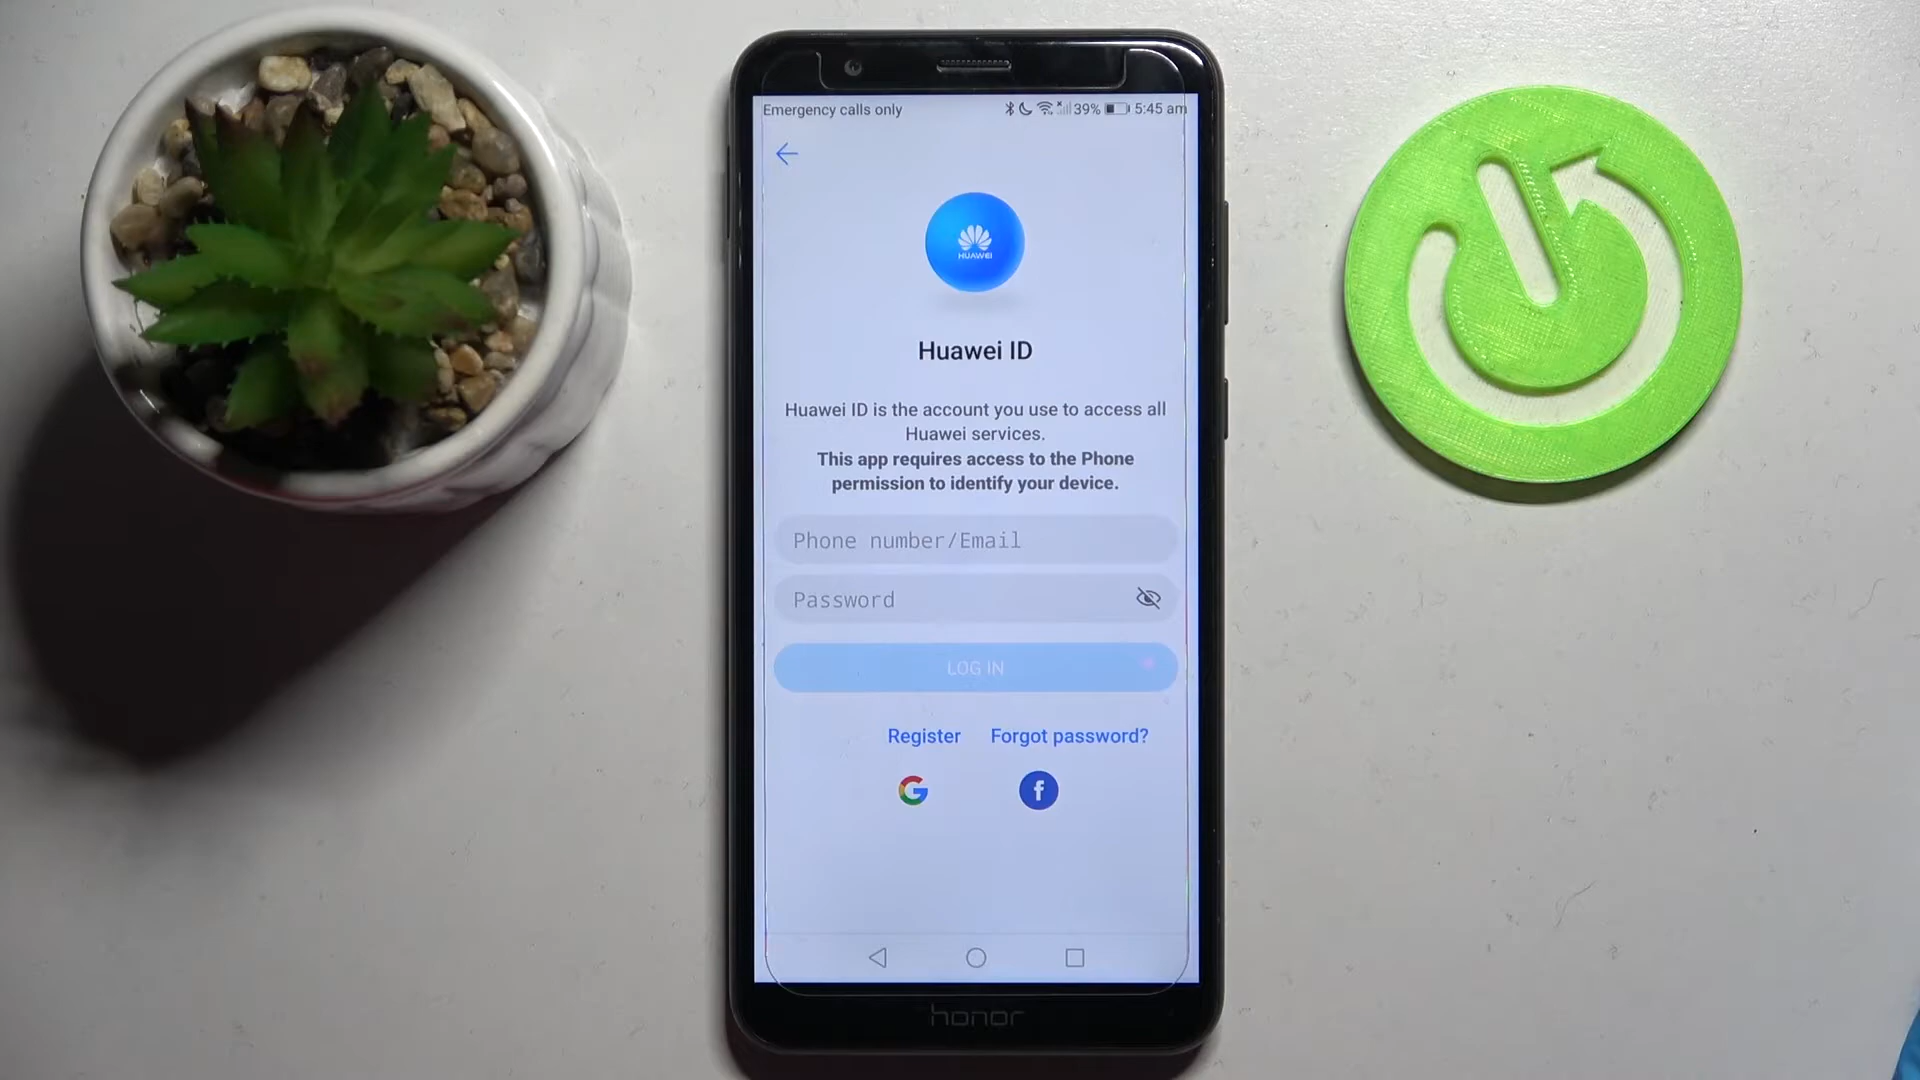 Emergency calls only 39% 5:45 am
HUAWEI
Huawei ID
Huawei ID is the account you use to access all
Huawei services.
This app requires access to the Phone
permission to identify your device.
Phone number/Email
Password
LOG IN
Register Forgot password?
honor